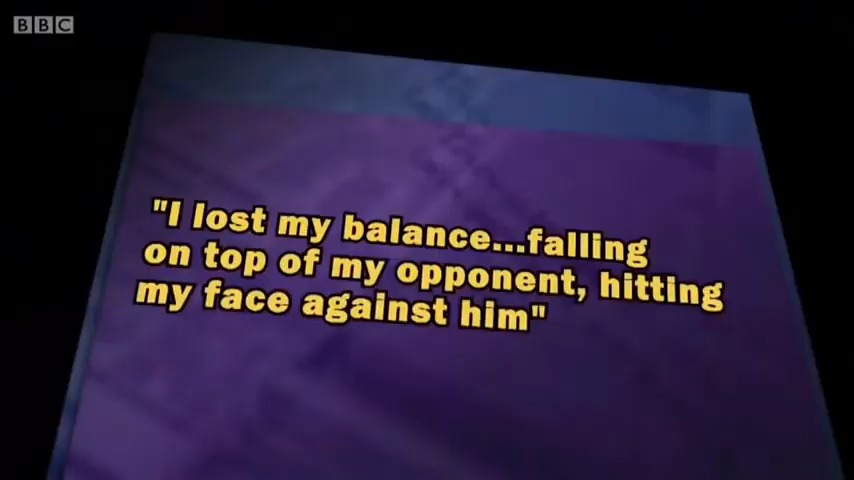 BBC
"I lost my balance...falling
on top of my opponent, hitting
my face against him"